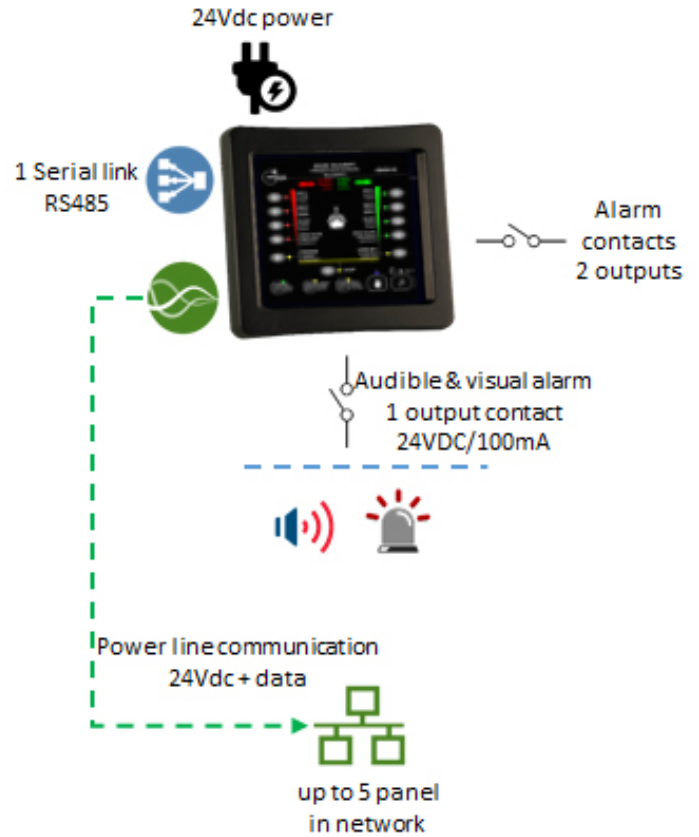 24Vdc power
1 Serial link
RS485
Alarm
contacts
2 outputs
Audible & visual alarm
1 output contact
24VDC/100mA
Power line communication
24Vdc + data
up to 5 panel
in network